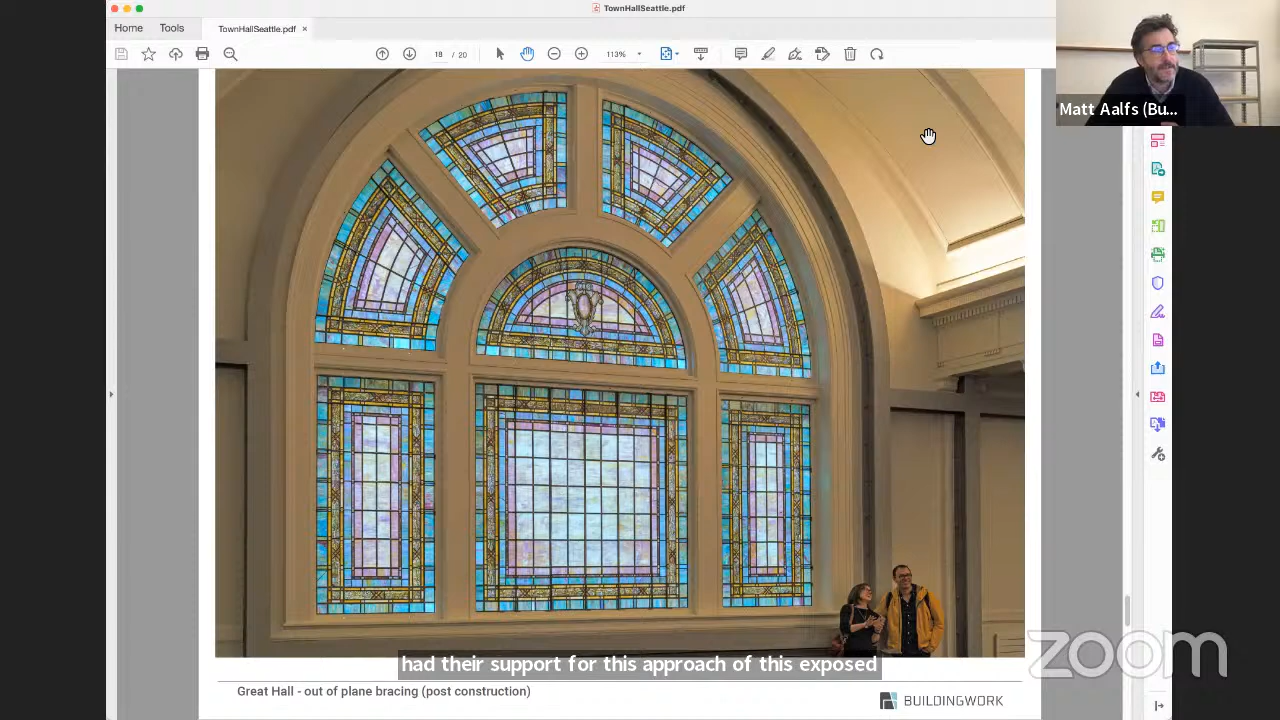 TownHallSeattle.pdf
Home
Tools
TownHallSeattle.pdf ×
18 / 20
113%
Matt Aalfs (Bu...
had their support for this approach of this exposed
zoom
Great Hall - out of plane bracing (post construction)
BUILDINGWORK